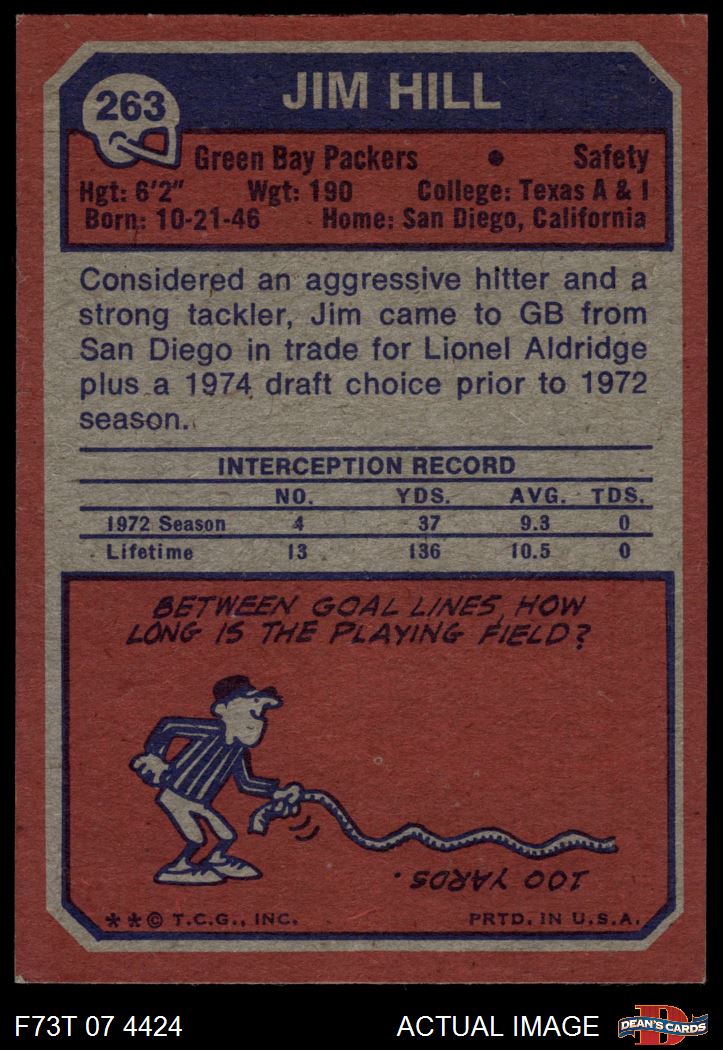 263
JIM HILL
Green Bay Packers • Safety
Hgt: 6'2" Wgt: 190 College: Texas A & I
Born: 10-21-46 Home: San Diego, California
Considered an aggressive hitter and a
strong tackler, Jim came to GB from
San Diego in trade for Lionel Aldridge
plus a 1974 draft choice prior to 1972
season.
INTERCEPTION RECORD
NO. YDS. AVG. TDS.
1972 Season 4 37 9.3 0
Lifetime 13 136 10.5 0
BETWEEN GOAL LINES, HOW
LONG IS THE PLAYING FIELD?
100 YARDS.
**© T.C.G., INC. PRTD. IN U.S.A.
F73T 07 4424 ACTUAL IMAGE
D
DEAN'S CARDS